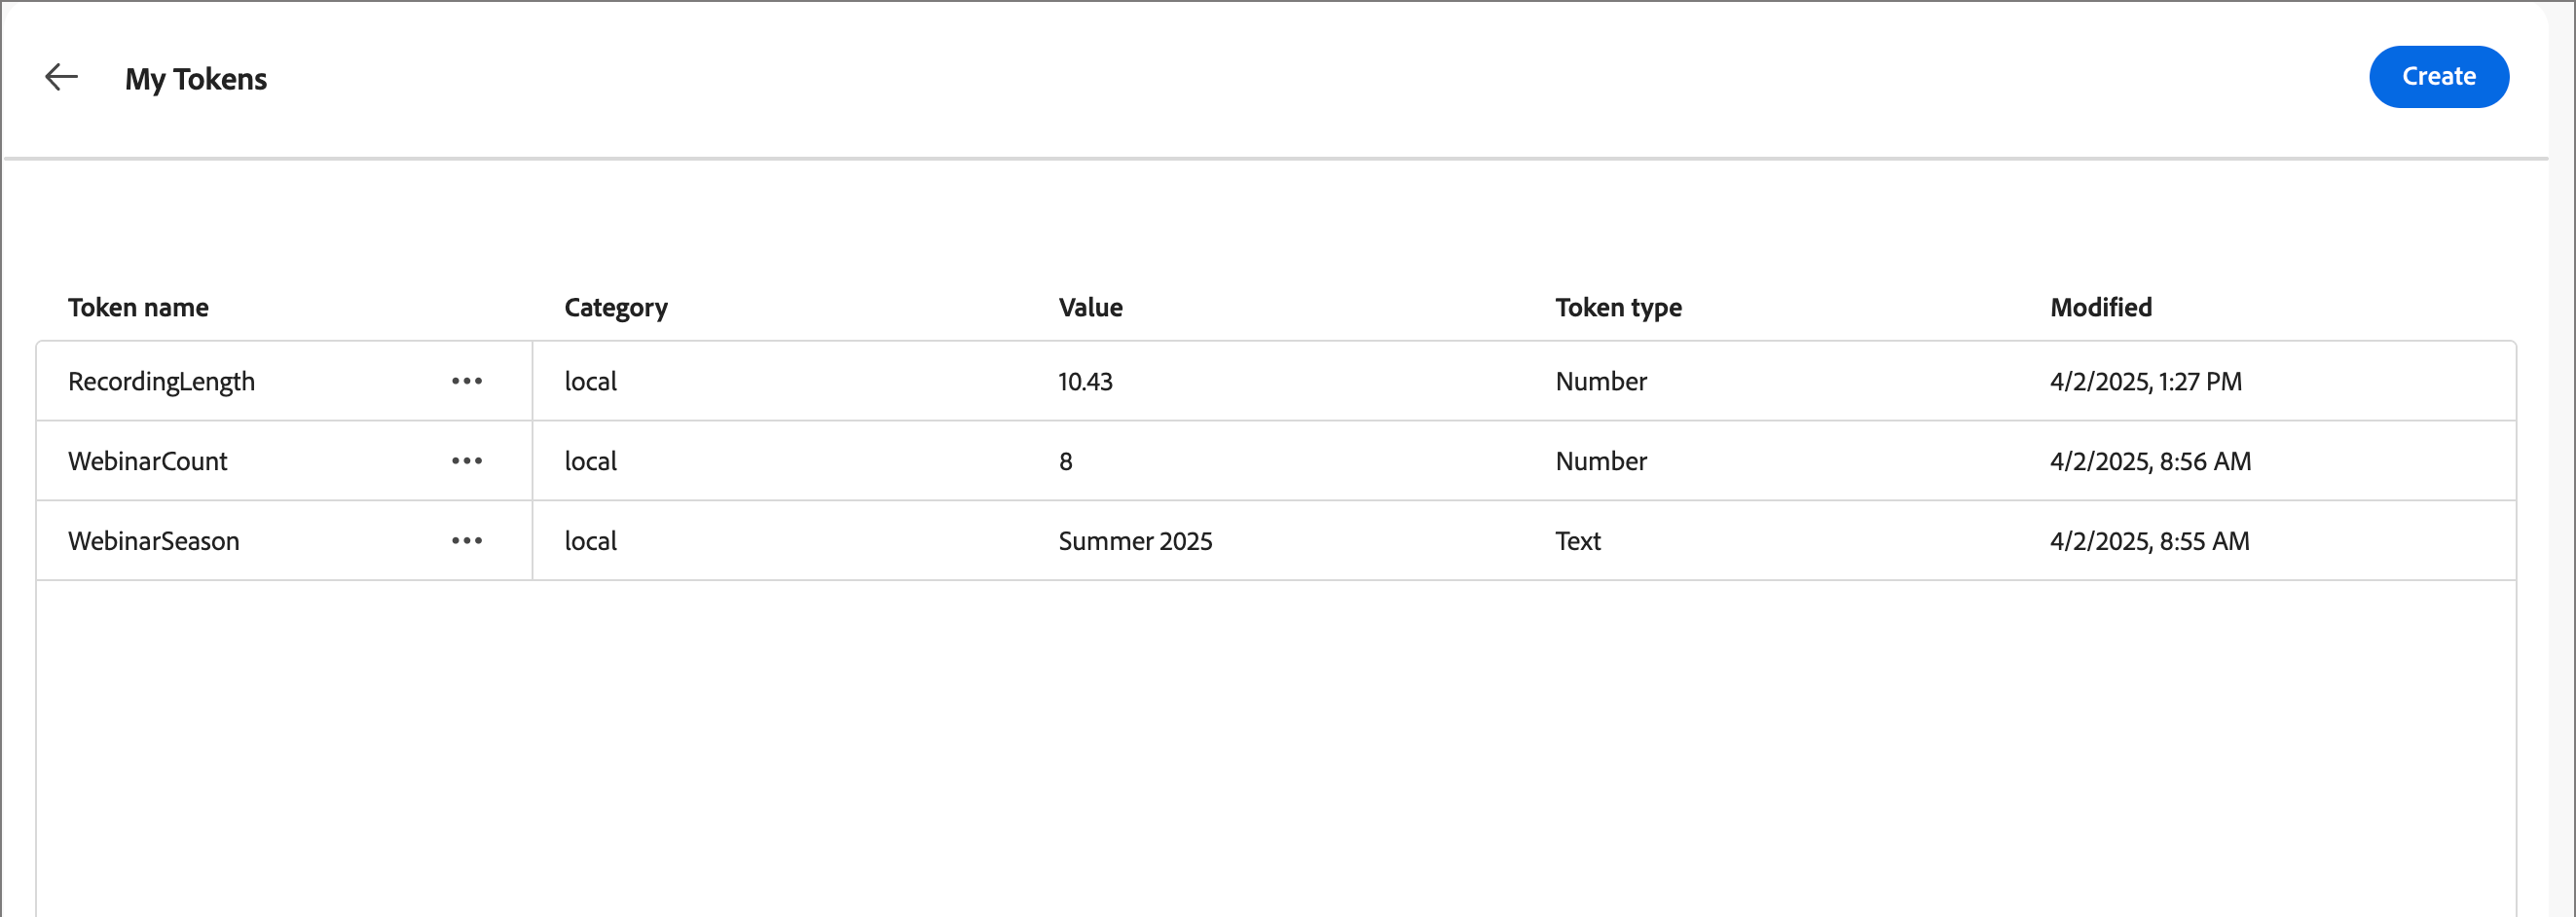 My Tokens
Create
Token name Category Value Token type Modified
RecordingLength ••• local 10.43 Number 4/2/2025, 1:27 PM
WebinarCount ••• local 8 Number 4/2/2025, 8:56 AM
WebinarSeason ••• local Summer 2025 Text 4/2/2025, 8:55 AM